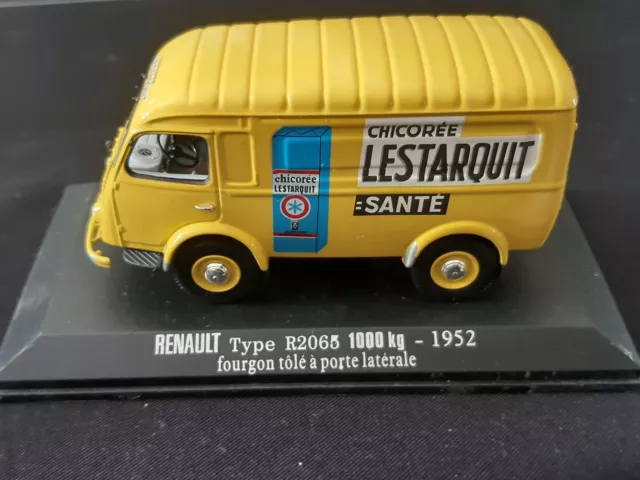 CHICORÉE
LESTARQUIT
=SANTÉ
chicorée
LESTARQUIT
RENAULT Type R2065 1000 kg - 1952
fourgon tôlé à porte latérale